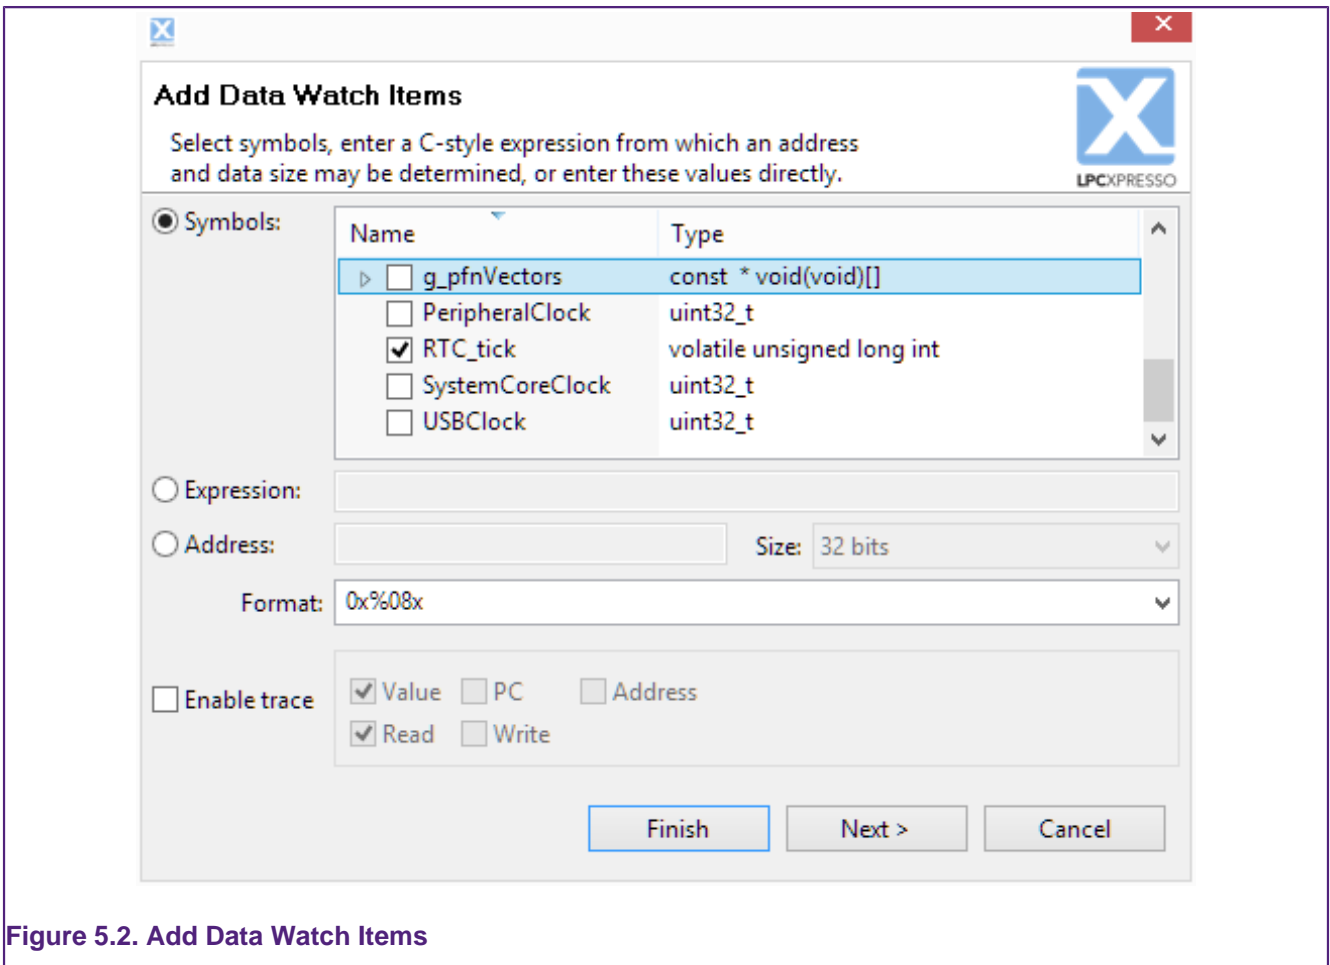 Add Data Watch Items
Select symbols, enter a C-style expression from which an address
and data size may be determined, or enter these values directly.
LPCXPRESSO
Symbols:
Name Type
g_pfnVectors const * void(void)[]
PeripheralClock uint32_t
RTC_tick volatile unsigned long int
SystemCoreClock uint32_t
USBClock uint32_t
Expression:
Address: Size: 32 bits
Format: 0x%08x
Enable trace
Value PC Address
Read Write
Finish Next > Cancel
Figure 5.2. Add Data Watch Items